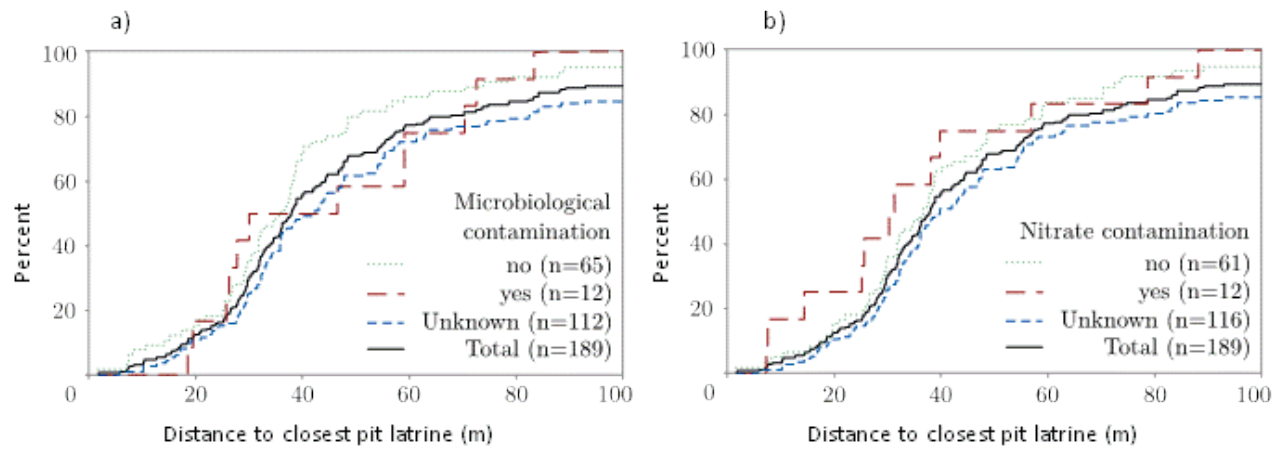 a)
100
80
60
40
20
0
20
40
60
80
100
Percent
Distance to closest pit latrine (m)
Microbiological
contamination
no (n=65)
yes (n=12)
Unknown (n=112)
Total (n=189)
b)
100
80
60
40
20
0
20
40
60
80
100
Percent
Distance to closest pit latrine (m)
Nitrate contamination
no (n=61)
yes (n=12)
Unknown (n=116)
Total (n=189)